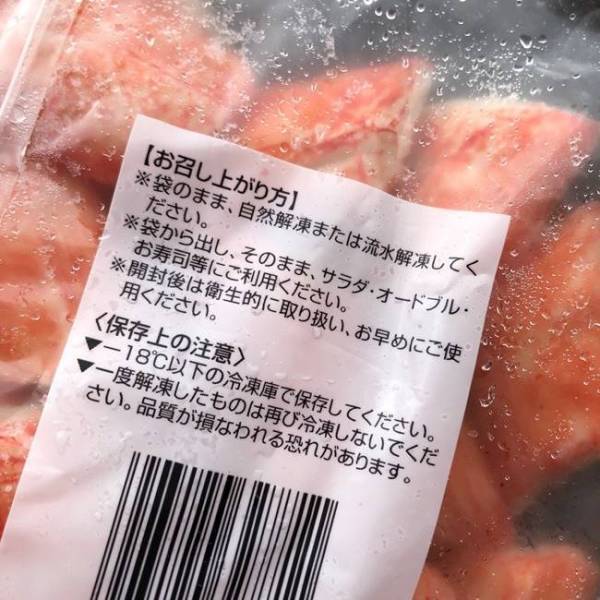 【お召し上がり方】
※袋のまま、自然解凍または流水解凍してく
ださい。
※袋から出し、そのまま、サラダ・オードブル・
お寿司等にご利用ください。
※開封後は衛生的に取り扱い、お早めにご使
用ください。
〈保存上の注意〉
▼－18℃以下の冷凍庫で保存してください。
▼一度解凍したものは再び冷凍しないでくだ
さい。品質が損なわれる恐れがあります。